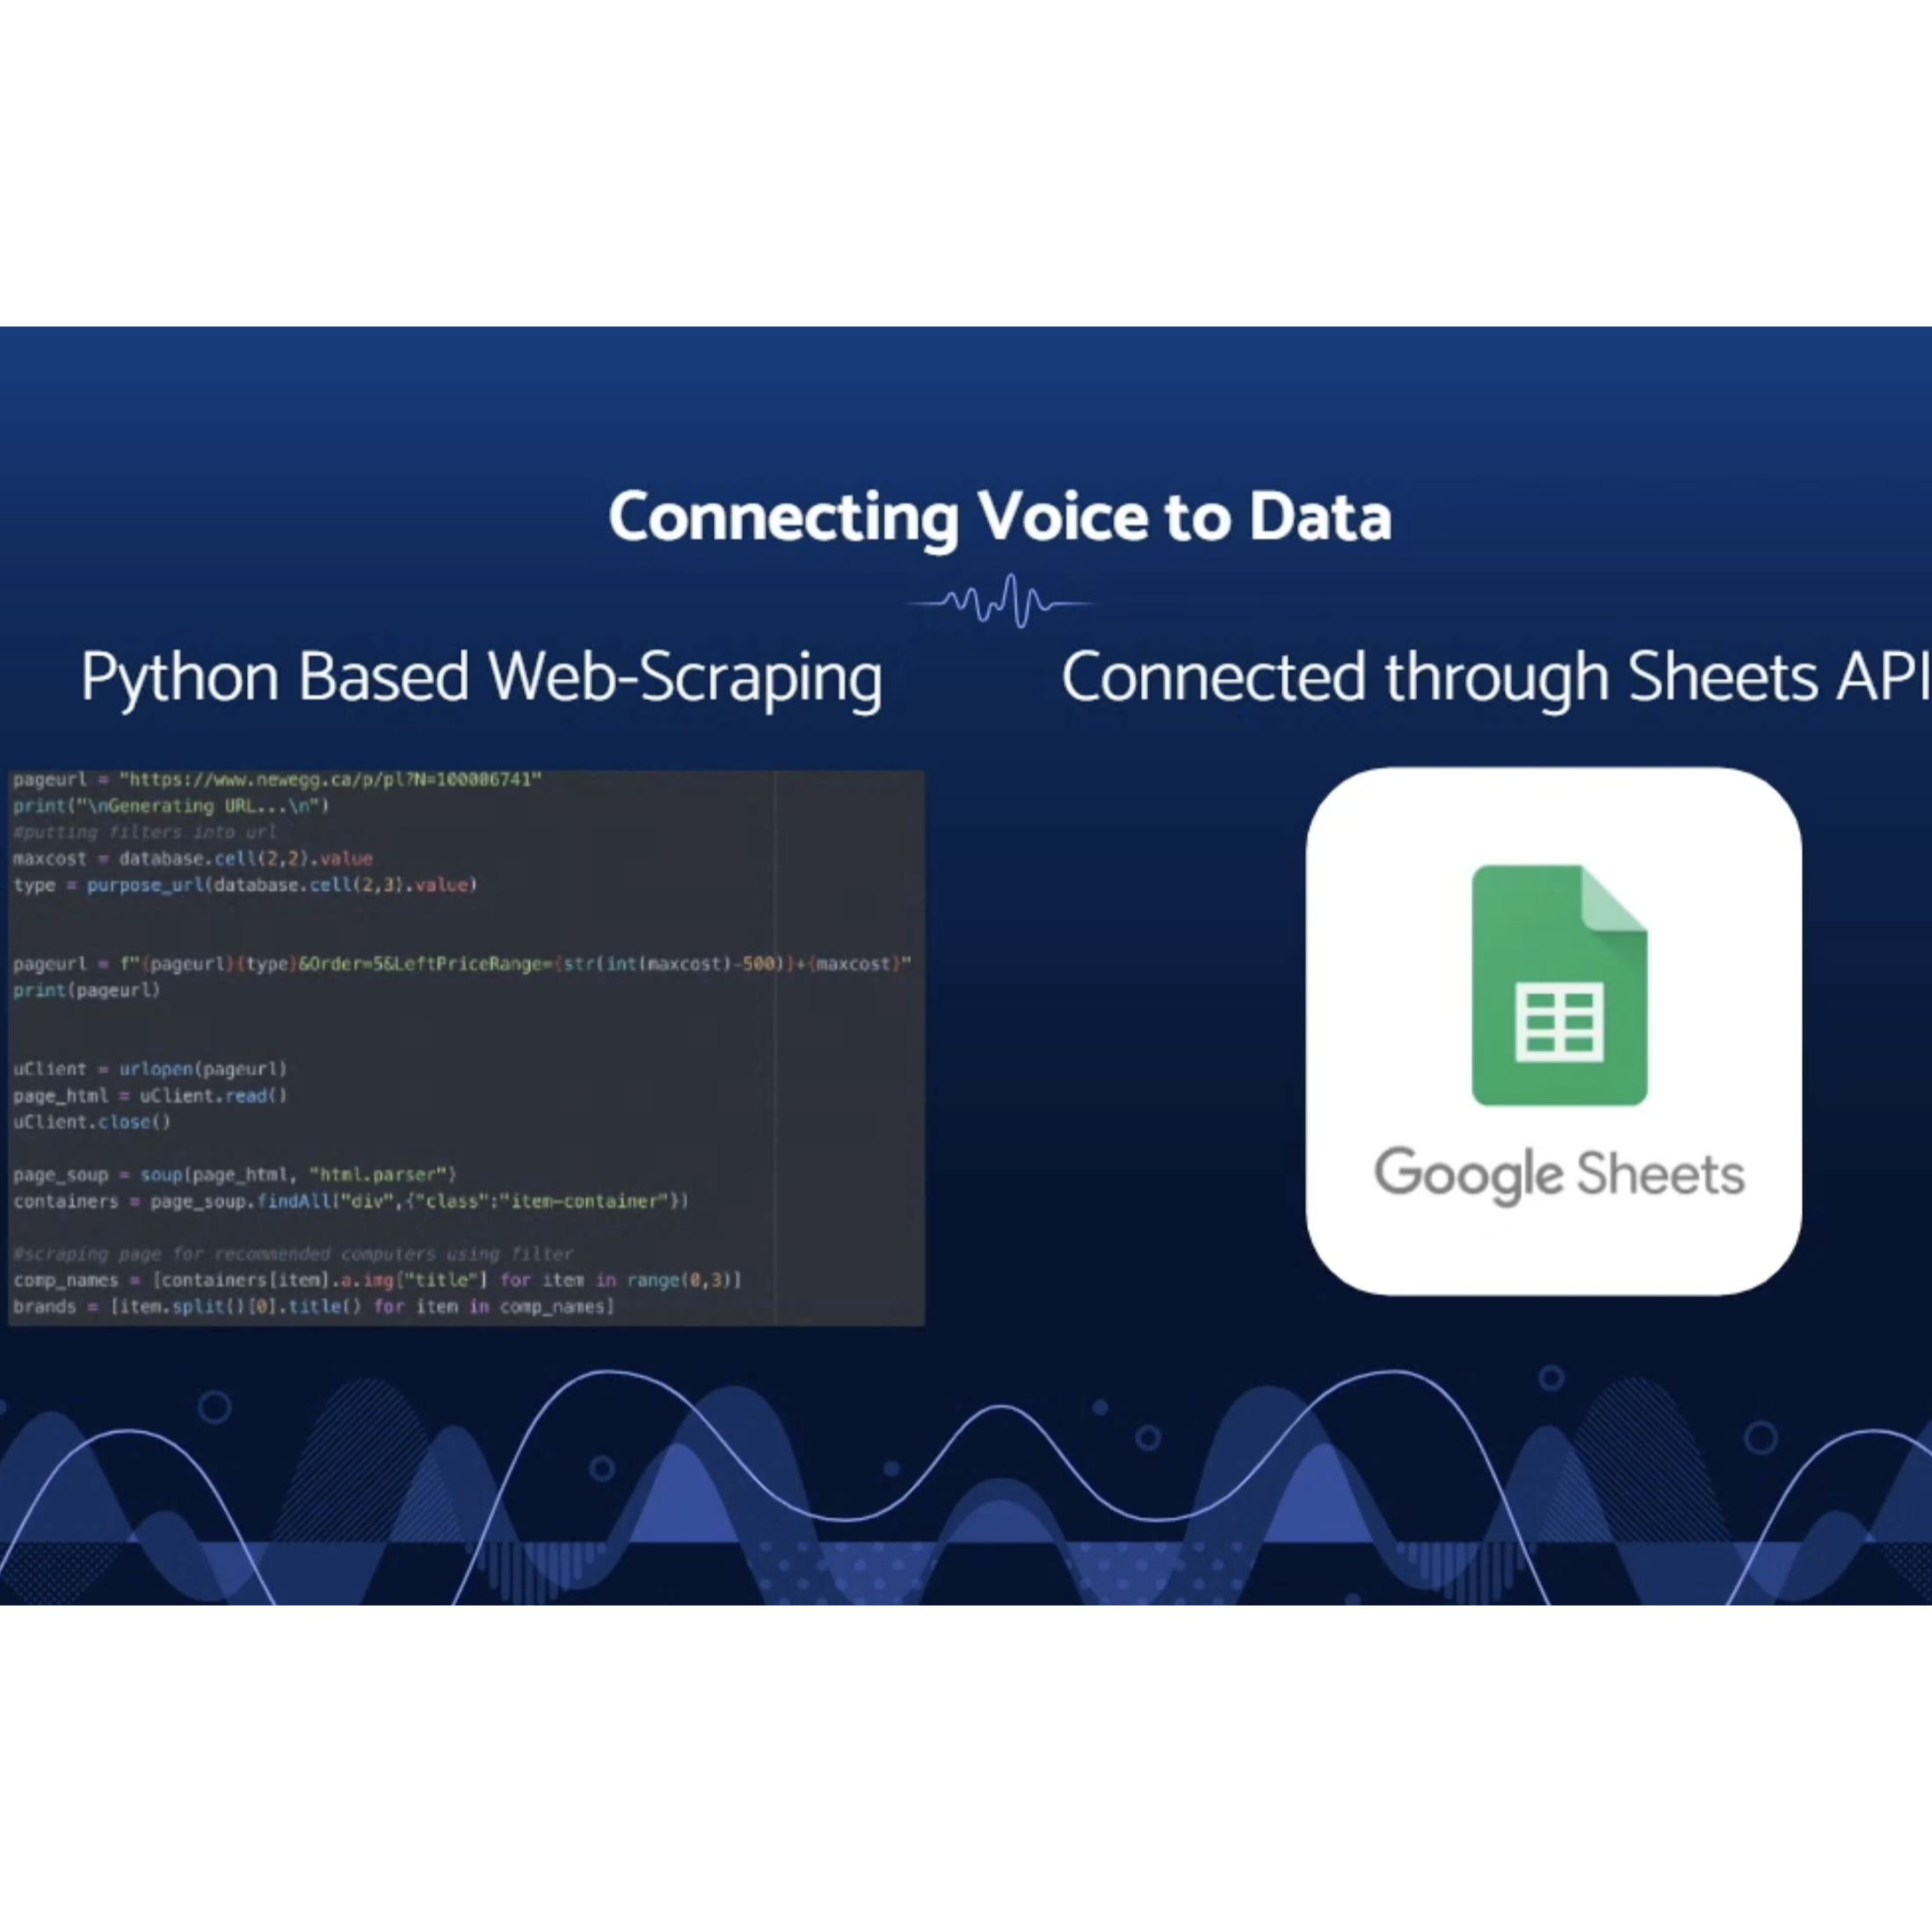 Connecting Voice to Data
Python Based Web-Scraping
Connected through Sheets API
pageurl = "https://www.newegg.ca/p/pl?N=100006741"
print("\nGenerating URL...\n")
#putting filters into url
maxcost = database.cell(2,2).value
type = purpose_url(database.cell(2,3).value)
pageurl = f"{pageurl}{type}&Order=5&LeftPriceRange={str(int(maxcost)-500)}+{maxcost}"
print(pageurl)
uClient = urlopen(pageurl)
page_html = uClient.read()
uClient.close()
page_soup = soup(page_html, "html.parser")
containers = page_soup.findAll("div",{"class":"item-container"})
#scraping page for recommended computers using filter
comp_names = [containers[item].a.img["title"] for item in range(0,3)]
brands = [item.split()[0].title() for item in comp_names]
Google Sheets